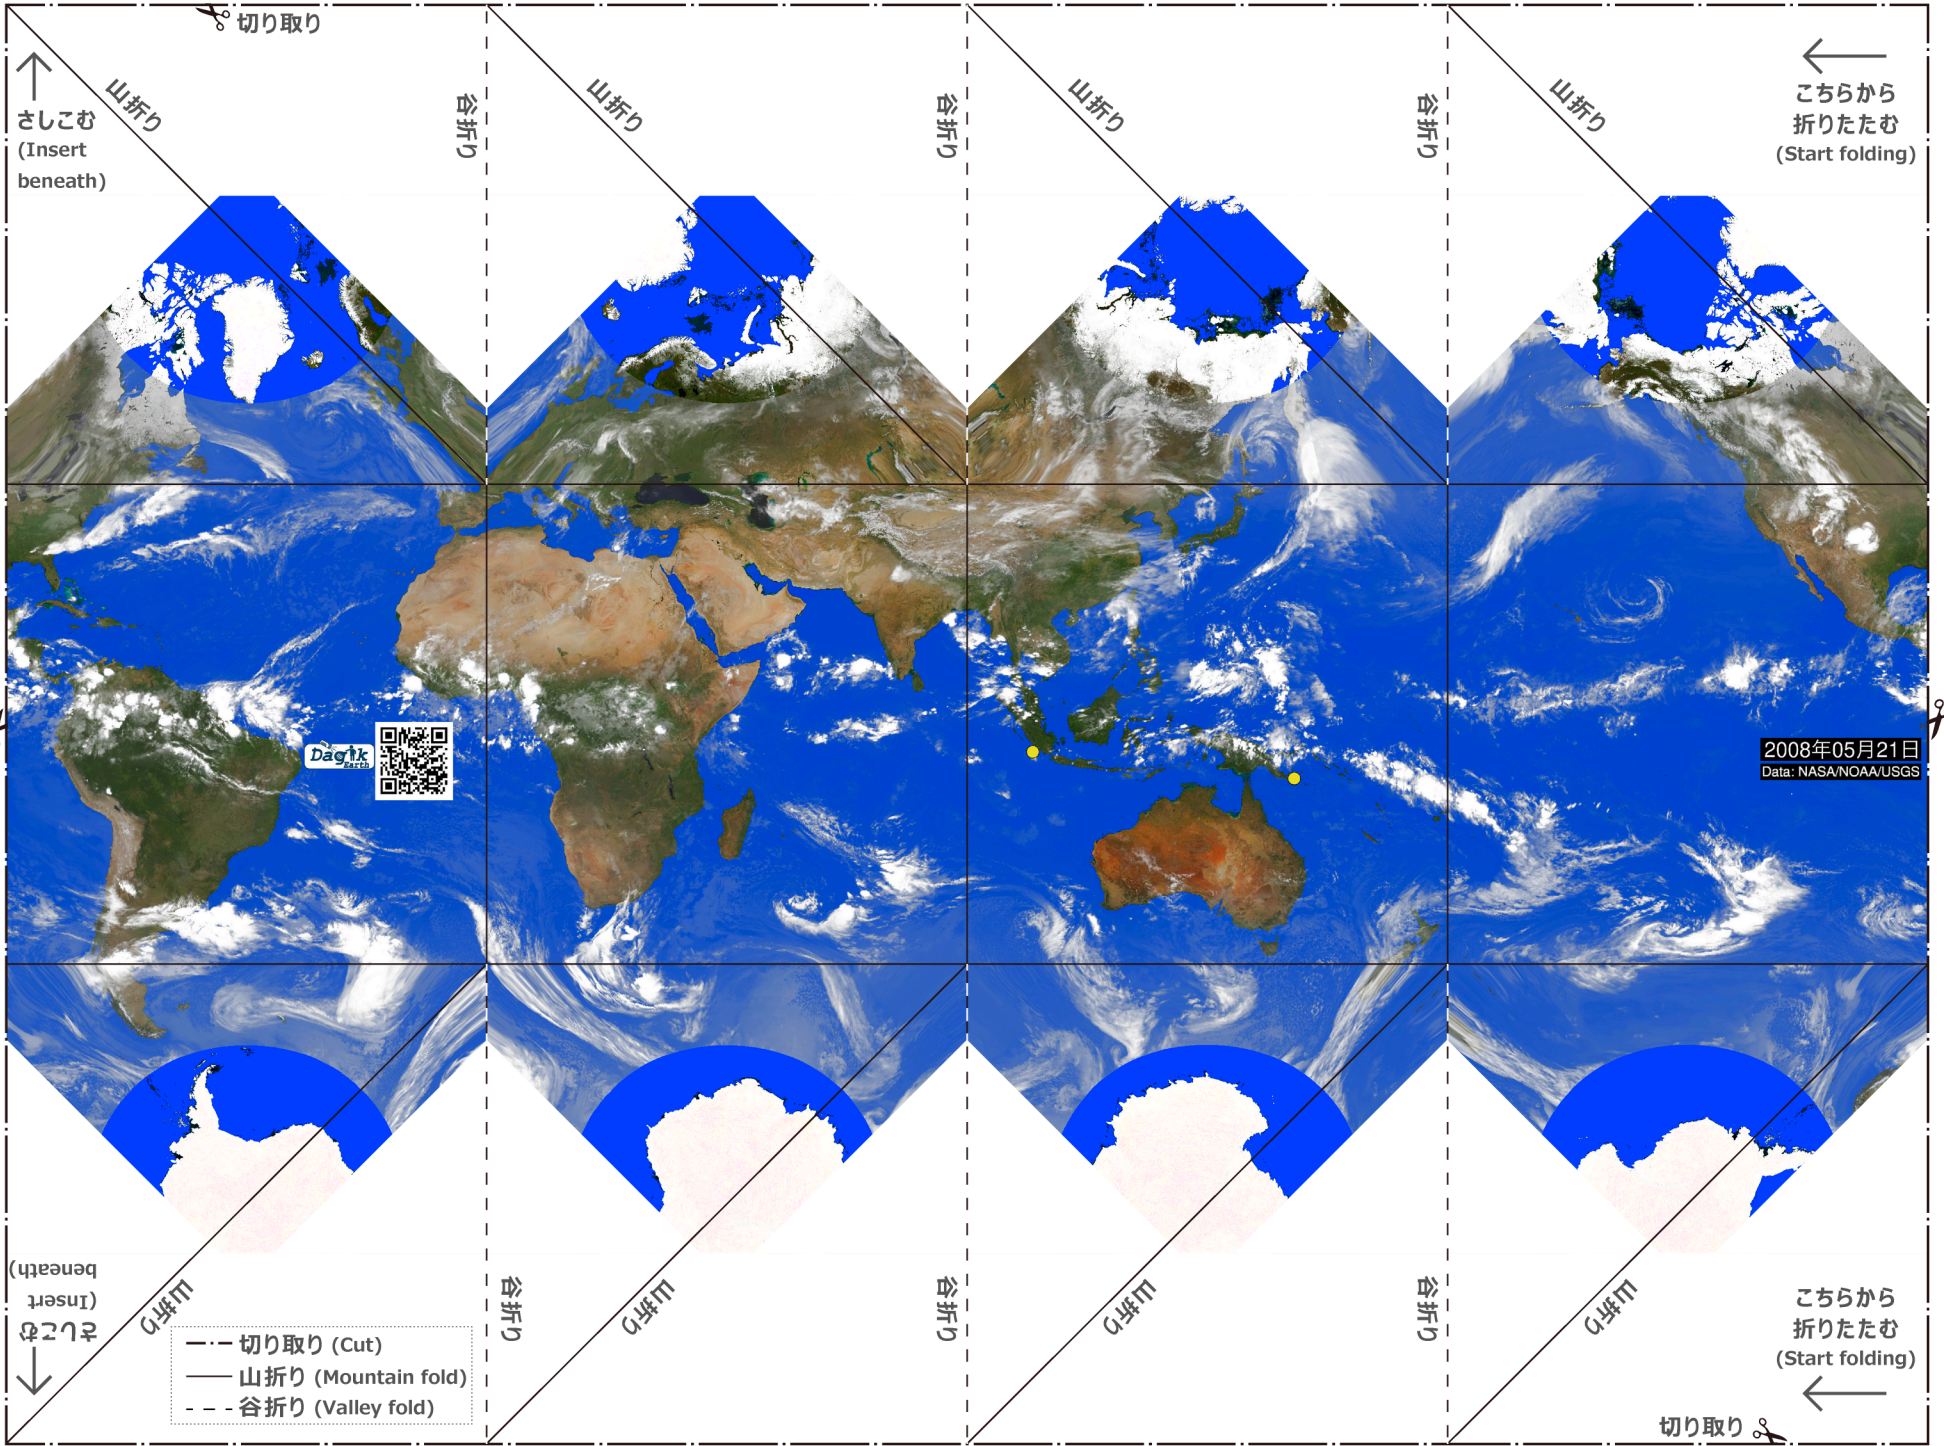 切り取り
山折り
谷折り
山折り
谷折り
山折り
谷折り
山折り
さしこむ
(Insert
beneath)
こちらから
折りたたむ
(Start folding)
Dagik
Earth
2008年05月21日
Data: NASA/NOAA/USGS
さしこむ
(Insert
beneath)
山折り
谷折り
山折り
谷折り
山折り
谷折り
山折り
切り取り (Cut)
山折り (Mountain fold)
谷折り (Valley fold)
こちらから
折りたたむ
(Start folding)
切り取り